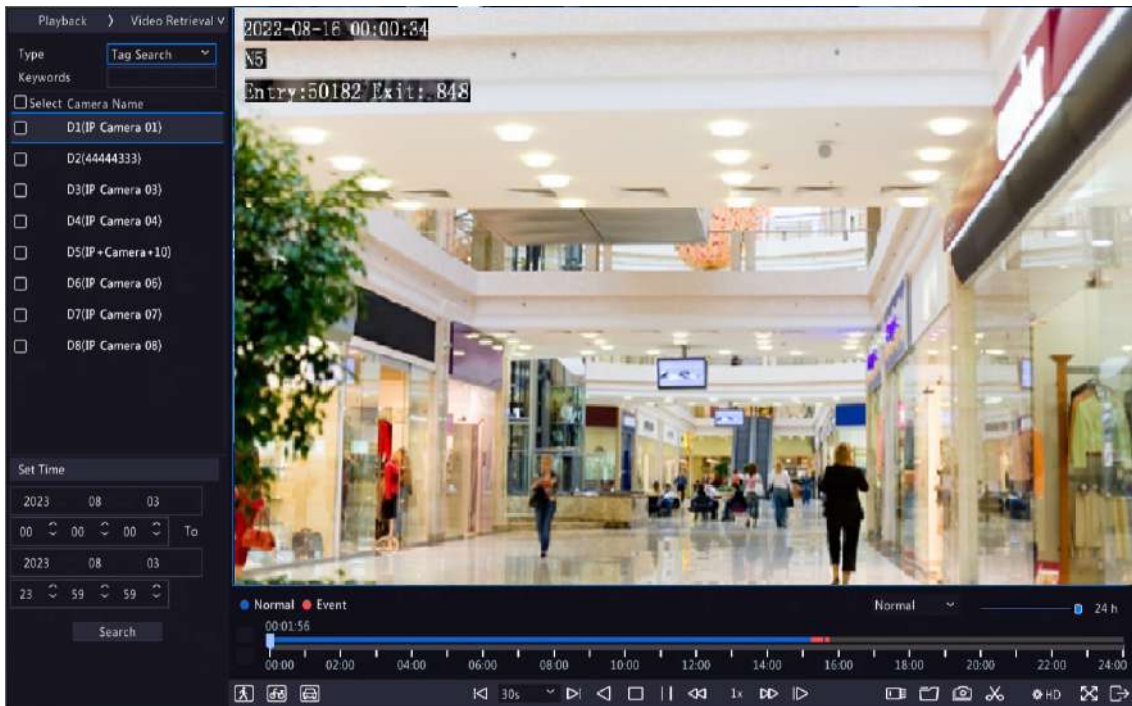 Playback 〉 Video Retrieval
Type Tag Search
Keywords
Select Camera Name
D1(IP Camera 01)
D2(44444333)
D3(IP Camera 03)
D4(IP Camera 04)
D5(IP+Camera+10)
D6(IP Camera 06)
D7(IP Camera 07)
D8(IP Camera 08)
Set Time
2023 08 03
00 00 00 To
2023 08 03
23 59 59
Search
2022-08-16 00:00:34
N5
Entry:50182 Exit: 848
Normal Event
Normal 24 h
00:01:56
00:00 02:00 04:00 06:00 08:00 10:00 12:00 14:00 16:00 18:00 20:00 22:00 24:00
30s 1x HD